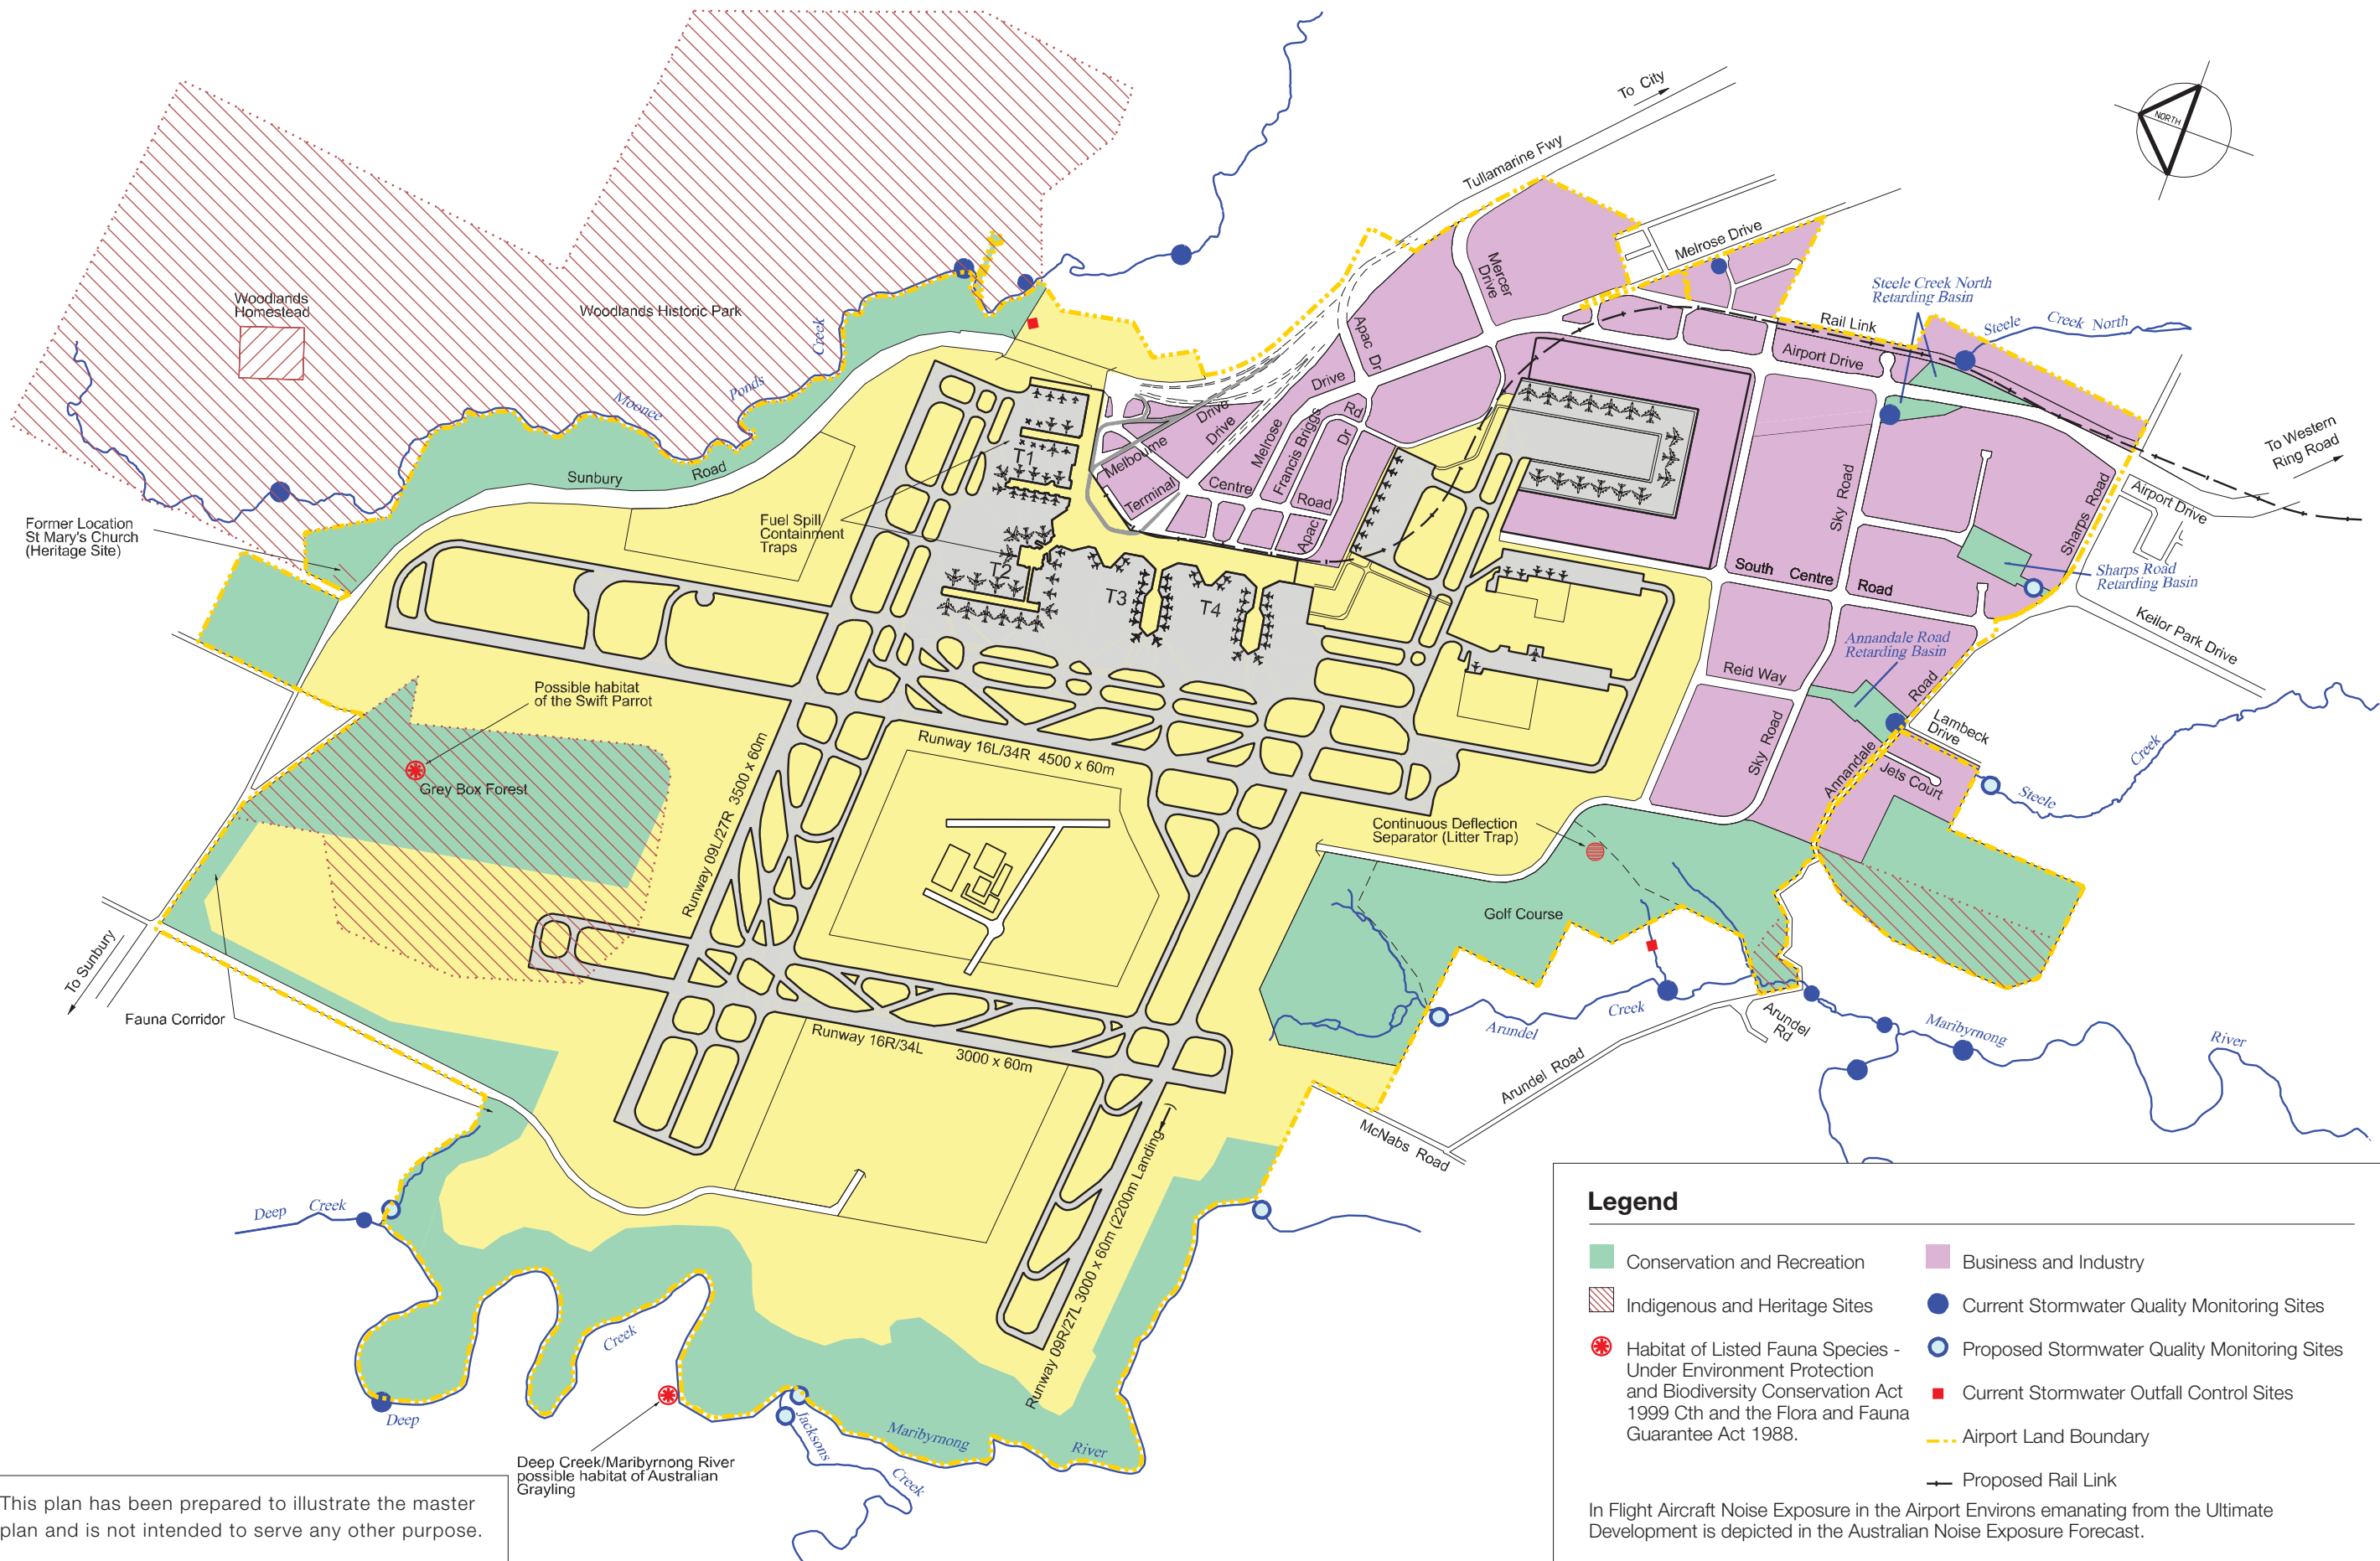 To City
Tullamarine Fwy
NORTH
Melrose Drive
Mercer
Drive
Steele Creek North
Retarding Basin
Rail Link
Steele Creek North
Airport Drive
Woodlands
Homestead
Woodlands Historic Park
Creek
Ponds
Moonee
Apac Dr
Drive
Rd
Drive
Drive
Melbourne
Melrose
Francis Briggs
Dr
To Western
Ring Road
T1
Sunbury Road
Terminal
Centre
Road
Apac
Sky Road
Sharps Road
Airport Drive
Former Location
St Mary's Church
(Heritage Site)
Fuel Spill
Containment
Traps
T2
T3
T4
South Centre Road
Sharps Road
Retarding Basin
Keilor Park Drive
Annandale Road
Retarding Basin
Reid Way
Road
Possible habitat
of the Swift Parrot
Lambeck
Drive
Grey Box Forest
Runway 16L/34R 4500 x 60m
Runway 09L/27R 3500 x 60m
Sky Road
Annandale
Jets Court
Creek
Steele
Continuous Deflection
Separator (Litter Trap)
Golf Course
To Sunbury
Fauna Corridor
Runway 16R/34L 3000 x 60m
Arundel Creek
Arundel
Rd
Maribyrnong River
Arundel Road
McNabs Road
Runway 09R/27L 3000 x 60m (2200m Landing)
Deep Creek
Creek
Deep
Jacksons
Creek
Maribyrnong River
Deep Creek/Maribyrnong River
possible habitat of Australian
Grayling
This plan has been prepared to illustrate the master
plan and is not intended to serve any other purpose.
Legend
Conservation and Recreation
Indigenous and Heritage Sites
Habitat of Listed Fauna Species -
Under Environment Protection
and Biodiversity Conservation Act
1999 Cth and the Flora and Fauna
Guarantee Act 1988.
Business and Industry
Current Stormwater Quality Monitoring Sites
Proposed Stormwater Quality Monitoring Sites
Current Stormwater Outfall Control Sites
Airport Land Boundary
Proposed Rail Link
In Flight Aircraft Noise Exposure in the Airport Environs emanating from the Ultimate
Development is depicted in the Australian Noise Exposure Forecast.